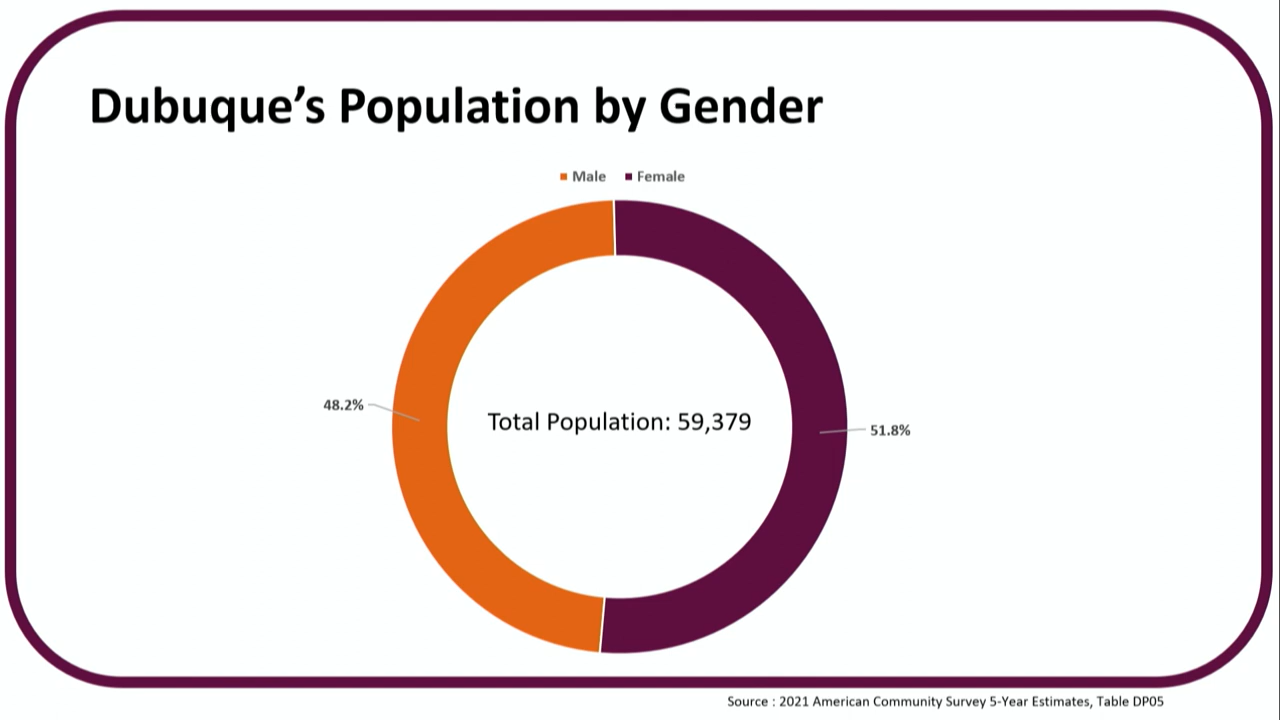 Dubuque’s Population by Gender
Male Female
48.2%
Total Population: 59,379
51.8%
Source : 2021 American Community Survey 5-Year Estimates, Table DP05